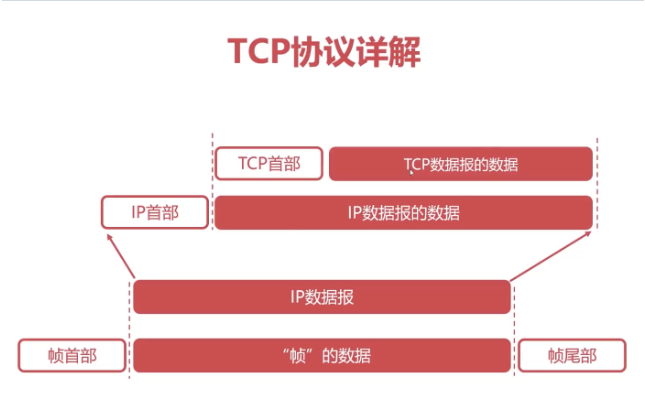 TCP协议详解
TCP首部
TCP数据报的数据
IP首部
IP数据报的数据
IP数据报
帧首部
“帧”的数据
帧尾部